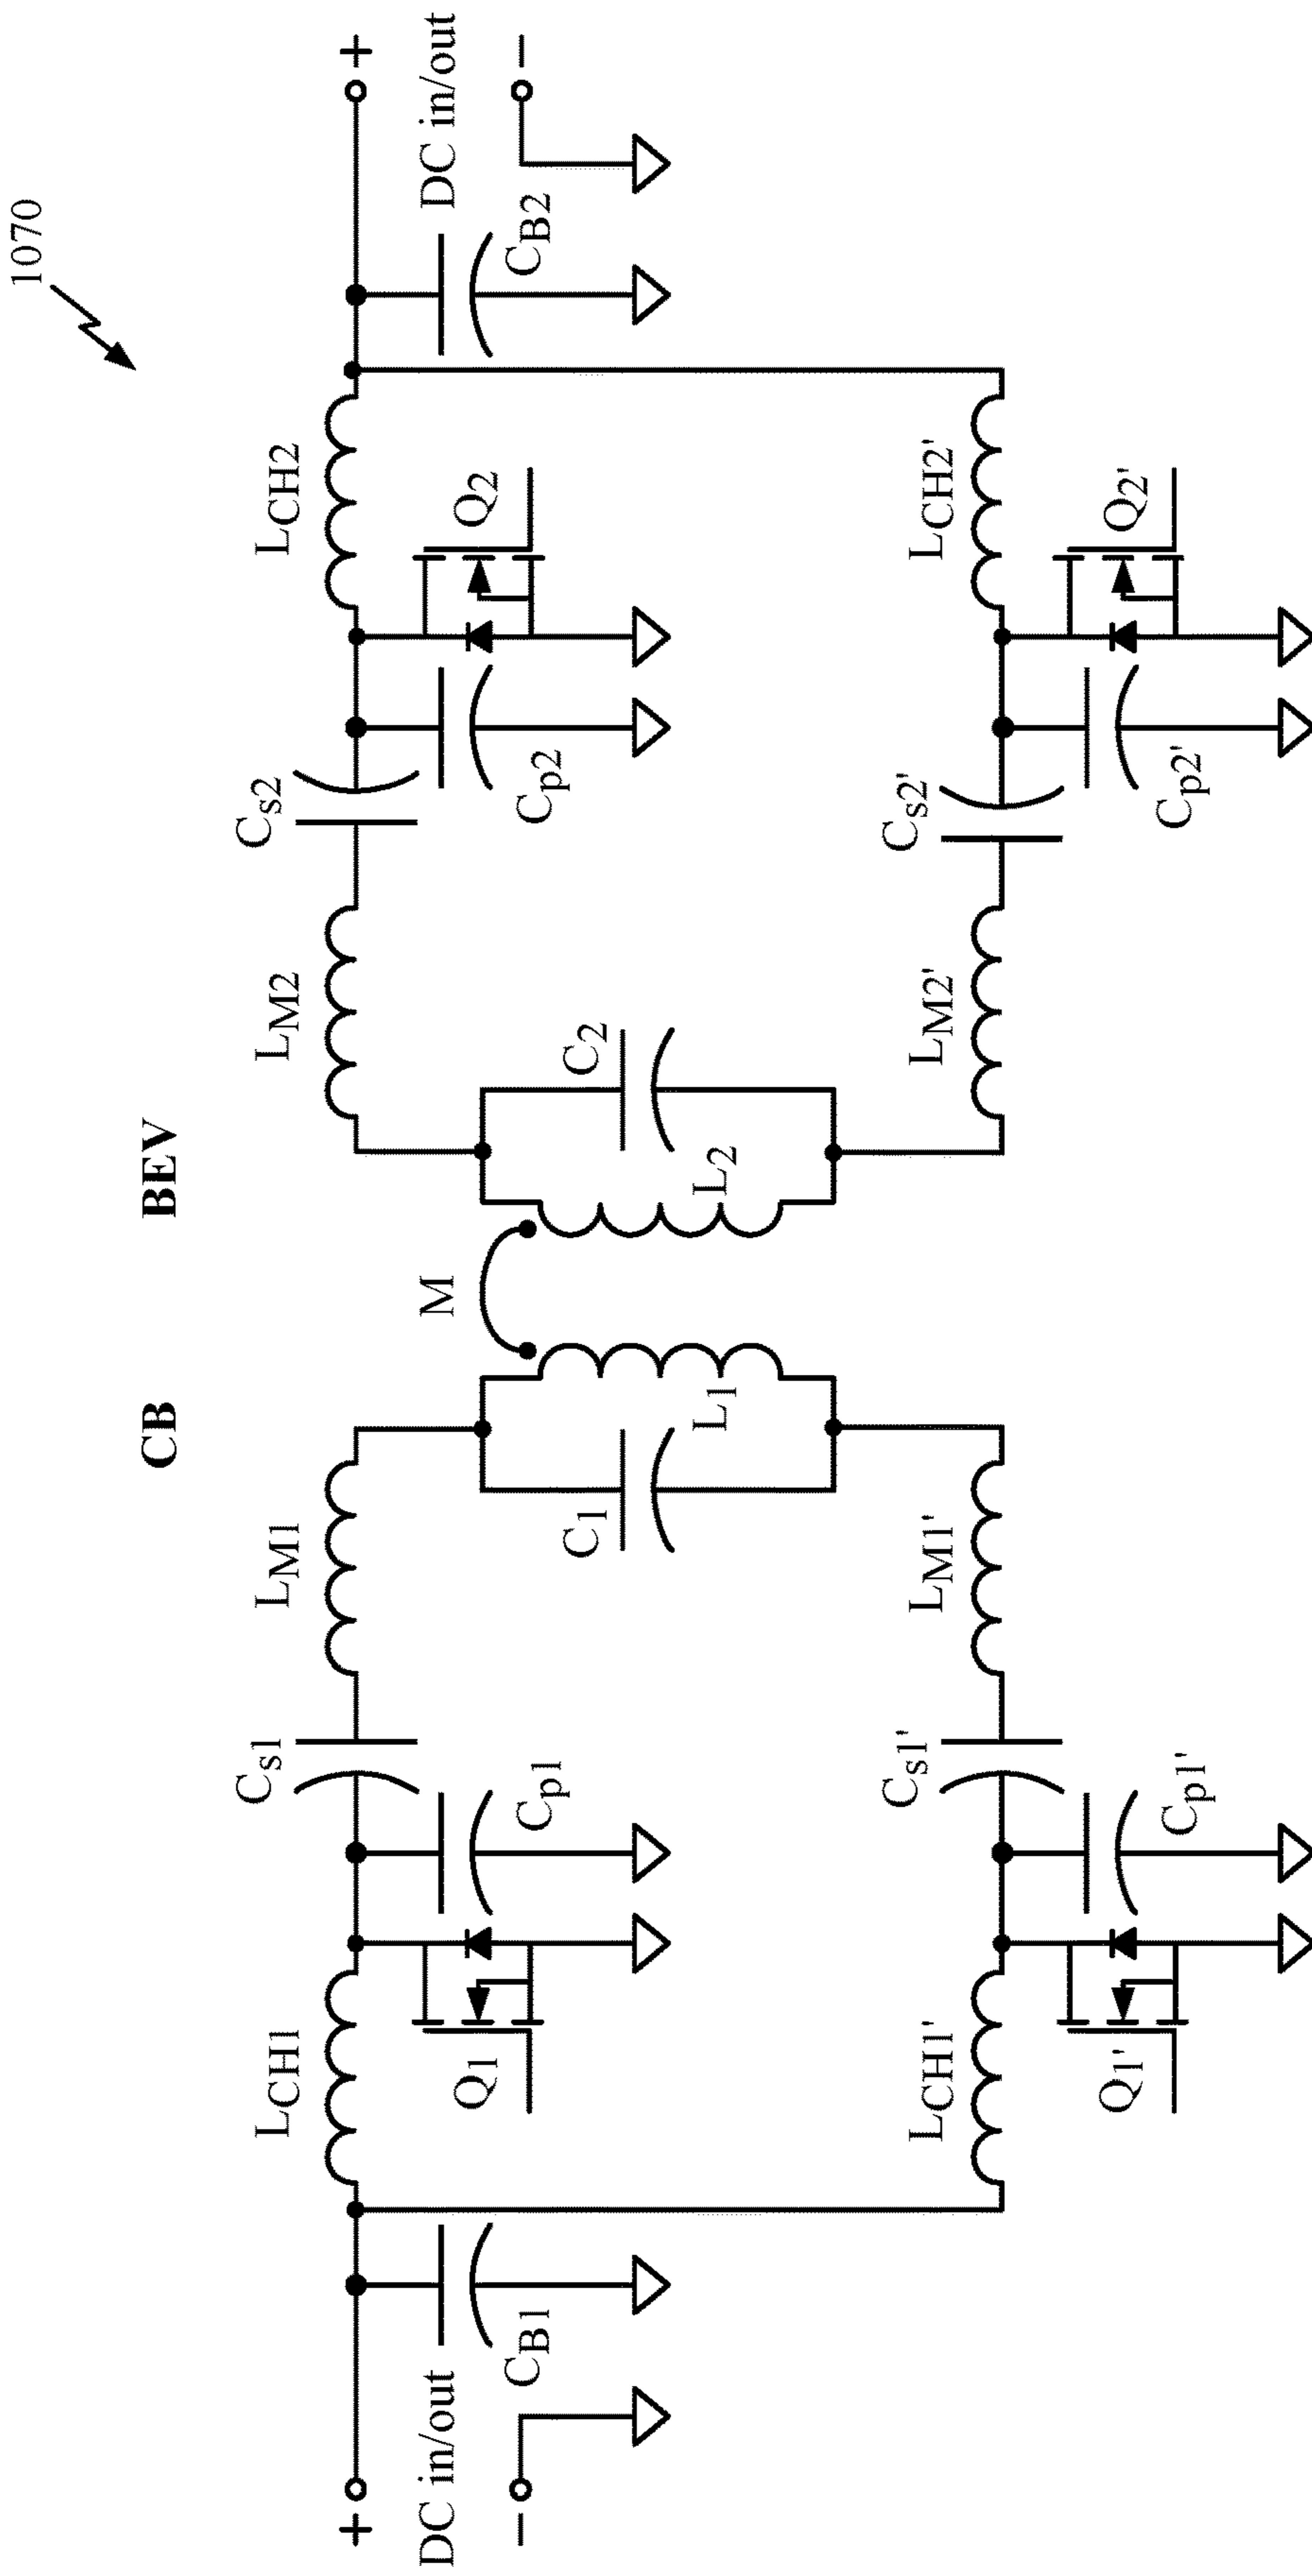 1070
CB
BEV
LCH1
Cs1
LM1
LM2
Cs2
LCH2
+
+
DC in/out
CB1
Q1
Cp1
M
Cp2
Q2
CB2
DC in/out
-
-
C1
L1
L2
C2
LCH1'
Cs1'
LM1'
LM2'
Cs2'
LCH2'
Q1'
Cp1'
Cp2'
Q2'